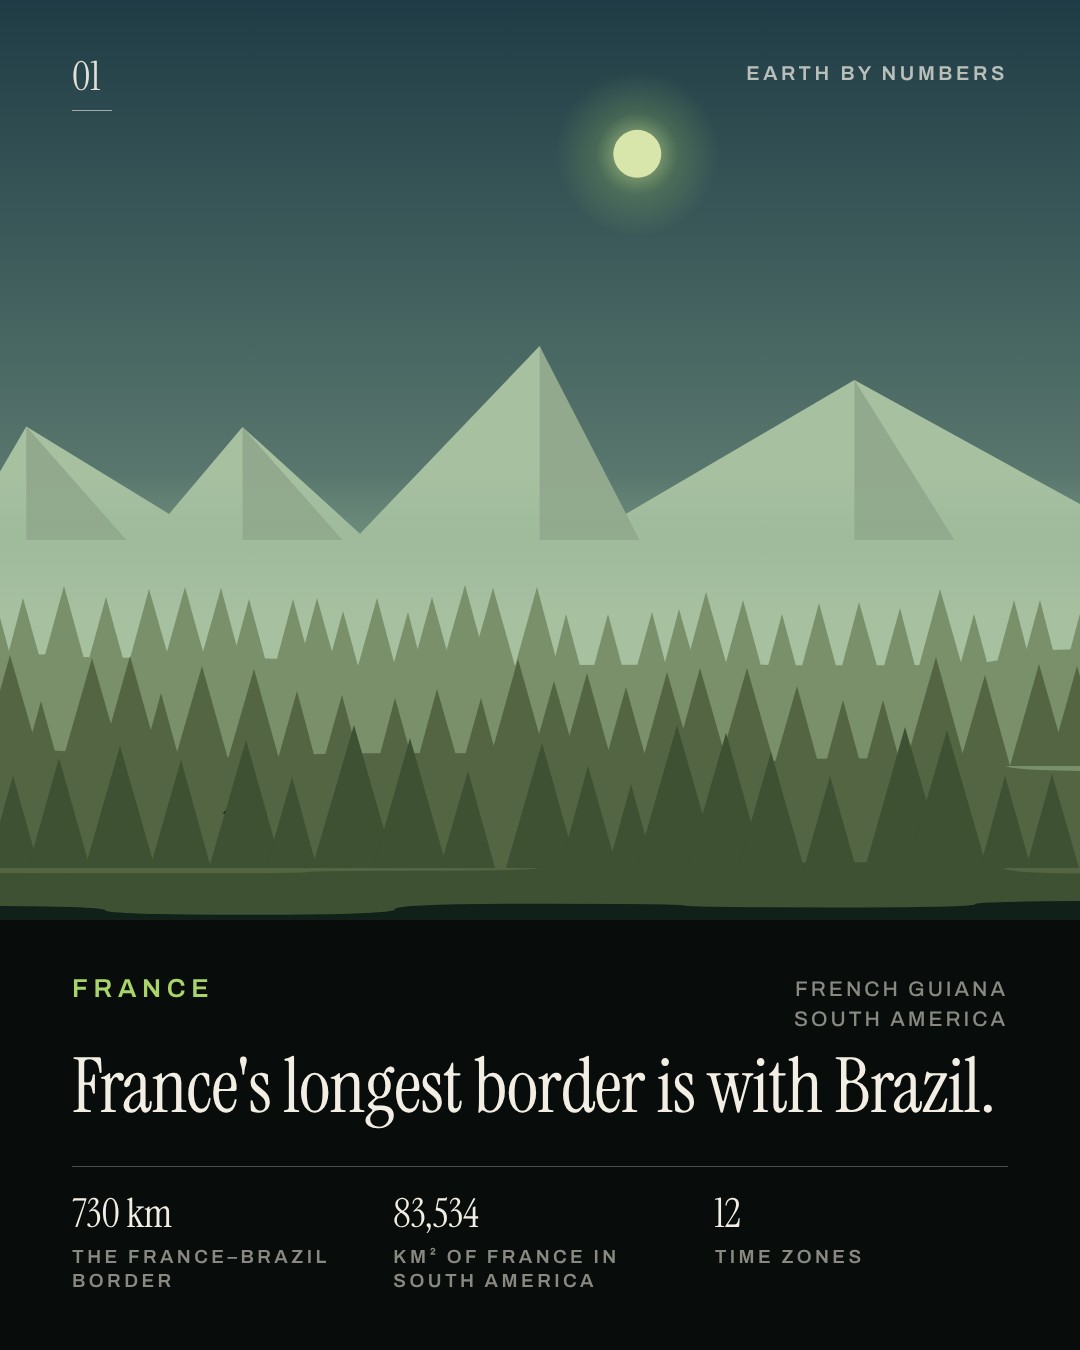 01
EARTH BY NUMBERS
FRANCE
FRENCH GUIANA
SOUTH AMERICA
France's longest border is with Brazil.
730 km
THE FRANCE–BRAZIL
BORDER
83,534
KM² OF FRANCE IN
SOUTH AMERICA
12
TIME ZONES